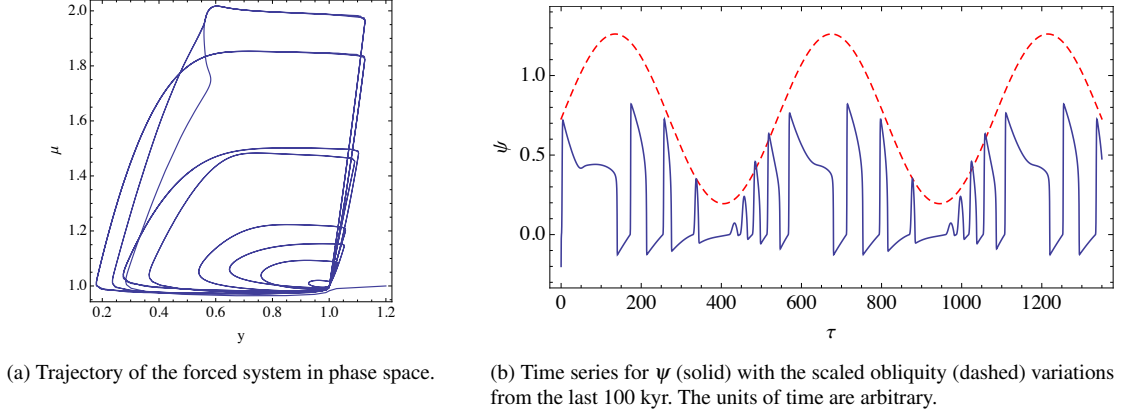 2.0
1.8
1.6
μ
1.4
1.2
1.0
0.2 0.4 0.6 0.8 1.0 1.2
y
1.0
ψ
0.5
0.0
0 200 400 600 800 1000 1200
τ
(a) Trajectory of the forced system in phase space.
(b) Time series for ψ (solid) with the scaled obliquity (dashed) variations
from the last 100 kyr. The units of time are arbitrary.